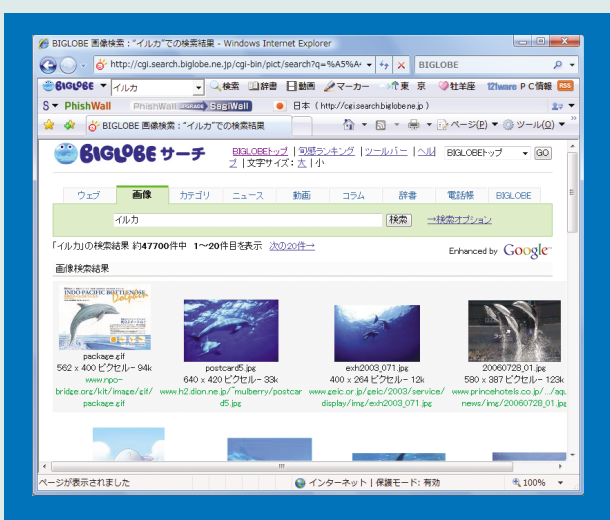 BIGLOBE 画像検索："イルカ"での検索結果 - Windows Internet Explorer
http://cgi.search.biglobe.ne.jp/cgi-bin/pict/search?q=%A5%A4 BIGLOBE
BIGLOBE イルカ 検索 辞書 動画 マーカー 東 京 牡羊座 121ware PC情報 RSS
S PhishWall PhishWall UPGRADE SagiWall 日本 ( http://cgi.search.biglobe.ne.jp )
BIGLOBE 画像検索："イルカ"での検索結果 ページ(P) ツール(O) »
BIGLOBE サーチ BIGLOBEトップ | 旬感ランキング | ツールバー | ヘル
プ | 文字サイズ：大 | 小 BIGLOBEトップ GO
ウェブ 画像 カテゴリ ニュース 動画 コラム 辞書 電話帳 BIGLOBE
イルカ 検索 →検索オプション
「イルカ」の検索結果 約47700件中 1～20件目を表示 次の20件→ Enhanced by Google
画像検索結果
INDO-PACIFIC BOTTLENOSE
Dolphin
package.gif postcard5.jpg exh2003_071.jpg 20060728_01.jpg
562 x 400 ピクセル - 94k 640 x 420 ピクセル - 33k 400 x 264 ピクセル - 12k 580 x 387 ピクセル - 123k
www.npo-
bridge.org/kit/image/gif/ www.h2.dion.ne.jp/~mulberry/postcar www.geic.or.jp/geic/2003/service/ www.princehotels.co.jp/.../aqu
package.gif d5.jpg display/img/exh2003_071.jpg news/img/20060728_01.jpg
ページが表示されました インターネット | 保護モード: 有効 100%